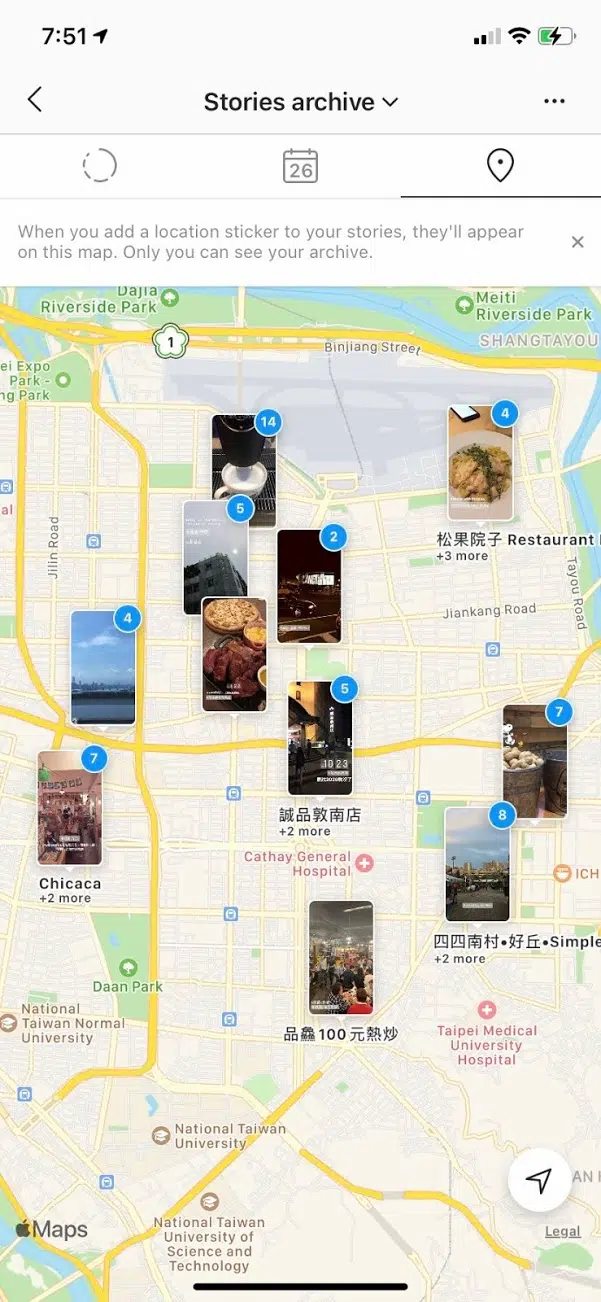 7:51
Stories archive
26
When you add a location sticker to your stories, they'll appear
on this map. Only you can see your archive.
Dajia
Riverside Park
Meiti
Riverside Park
1
Binjiang Street
SHANGTAYOU
ei Expo
Park -
ng Park
14
4
5
al
2
松果院子 Restaurant
+3 more
Jilin Road
Tayou Road
Jiankang Road
4
5
7
10 23
7
8
誠品敦南店
+2 more
Cathay General
Hospital
ICH
Chicaca
+2 more
四四南村•好丘•Simple
+2 more
Daan Park
National
Taiwan Normal
University
品鱻100元熱炒
Taipei Medical
University
Hospital
National Taiwan
University
AN
National Taiwan
University of
Science and
Technology
Maps
Legal